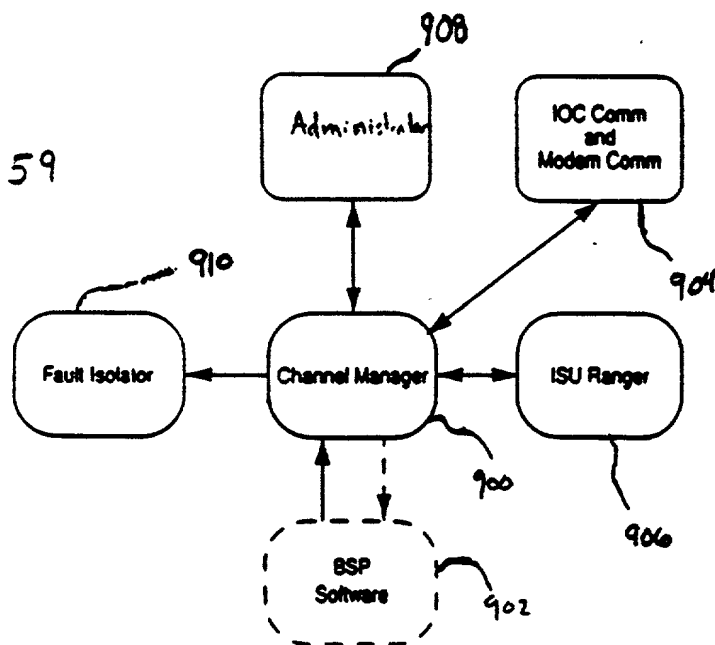 908
Administrator
IOC Comm
and
Modem Comm
59
910
904
Fault Isolator
Channel Manager
ISU Ranger
900
906
BSP
Software
902